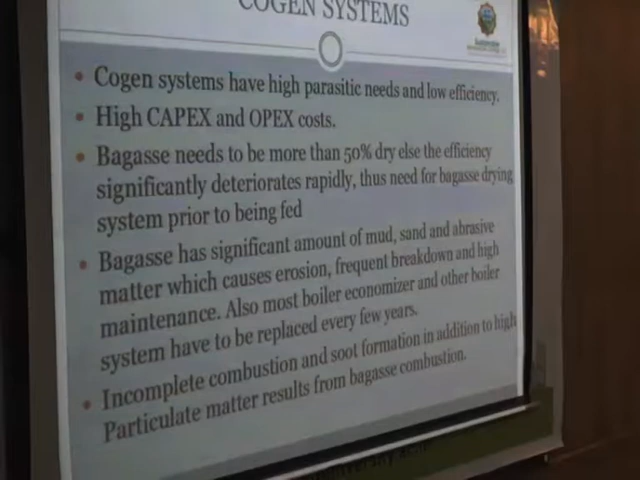 COGEN SYSTEMS
Cogen systems have high parasitic needs and low efficiency.
High CAPEX and OPEX costs.
Bagasse needs to be more than 50% dry else the efficiency
significantly deteriorates rapidly, thus need for bagasse drying
system prior to being fed
Bagasse has significant amount of mud, sand and abrasive
matter which causes erosion, frequent breakdown and high
maintenance. Also most boiler economizer and other boiler
system have to be replaced every few years.
Incomplete combustion and soot formation in addition to high
Particulate matter results from bagasse combustion.